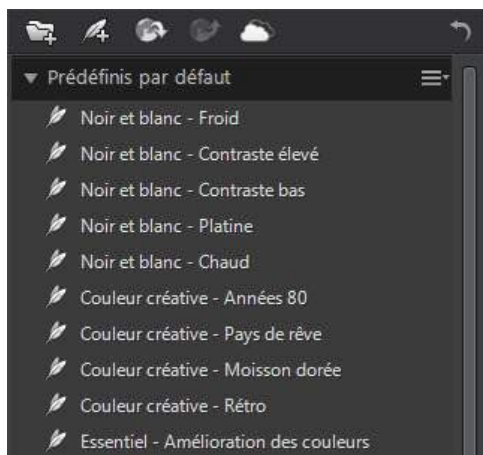 Prédéfinis par défaut
Noir et blanc - Froid
Noir et blanc - Contraste élevé
Noir et blanc - Contraste bas
Noir et blanc - Platine
Noir et blanc - Chaud
Couleur créative - Années 80
Couleur créative - Pays de rêve
Couleur créative - Moisson dorée
Couleur créative - Rétro
Essentiel - Amélioration des couleurs